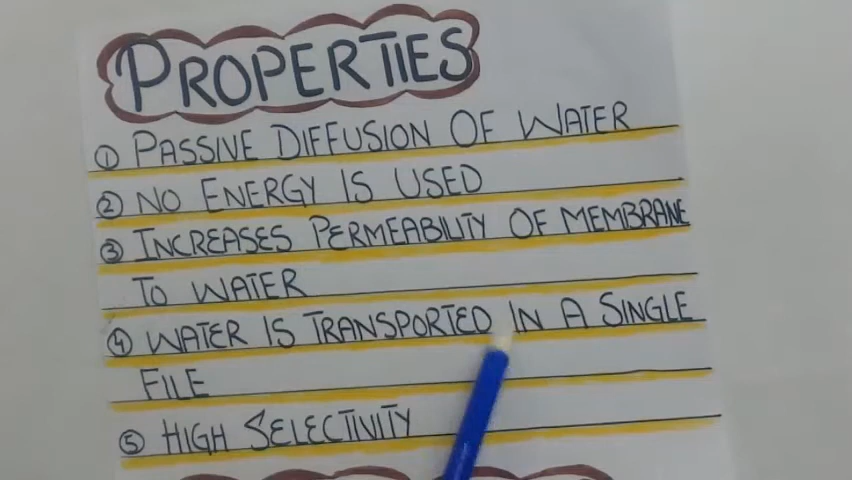 PROPERTIES
① PASSIVE DIFFUSION OF WATER
② NO ENERGY IS USED
③ INCREASES PERMEABILITY OF MEMBRANE
TO WATER
④ WATER IS TRANSPORTED IN A SINGLE
FILE
⑤ HIGH SELECTIVITY